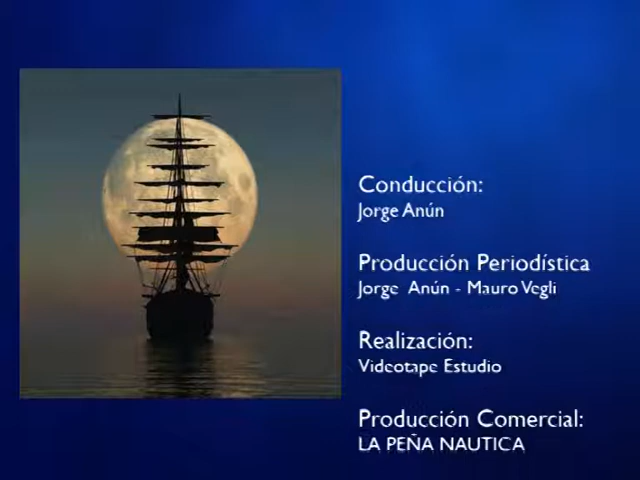 Conducción:
Jorge Anún
Producción Periodística
Jorge Anún - Mauro Vegli
Realización:
Videotape Estudio
Producción Comercial:
LA PEÑA NAUTICA